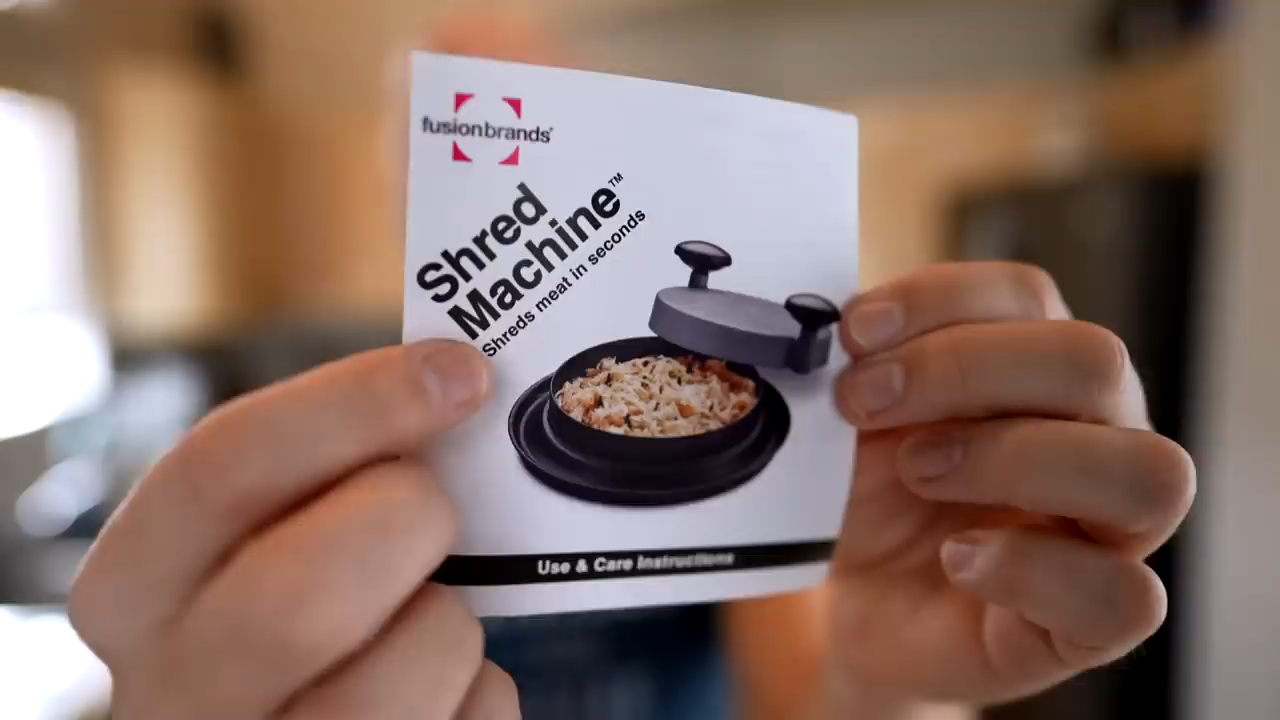 fusionbrands®
Shred
Machine™
Shreds meat in seconds
Use & Care Instructions